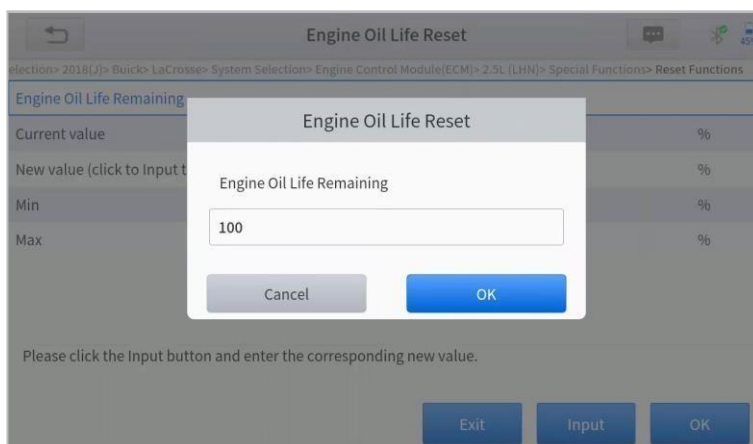 Engine Oil Life Reset
45%
election> 2018(J)> Buick> LaCrosse> System Selection> Engine Control Module(ECM)> 2.5L (LHN)> Special Functions> Reset Functions
Engine Oil Life Remaining
Current value %
New value (click to Input t %
Min %
Max %
Engine Oil Life Reset
Engine Oil Life Remaining
100
Cancel OK
Please click the Input button and enter the corresponding new value.
Exit Input OK